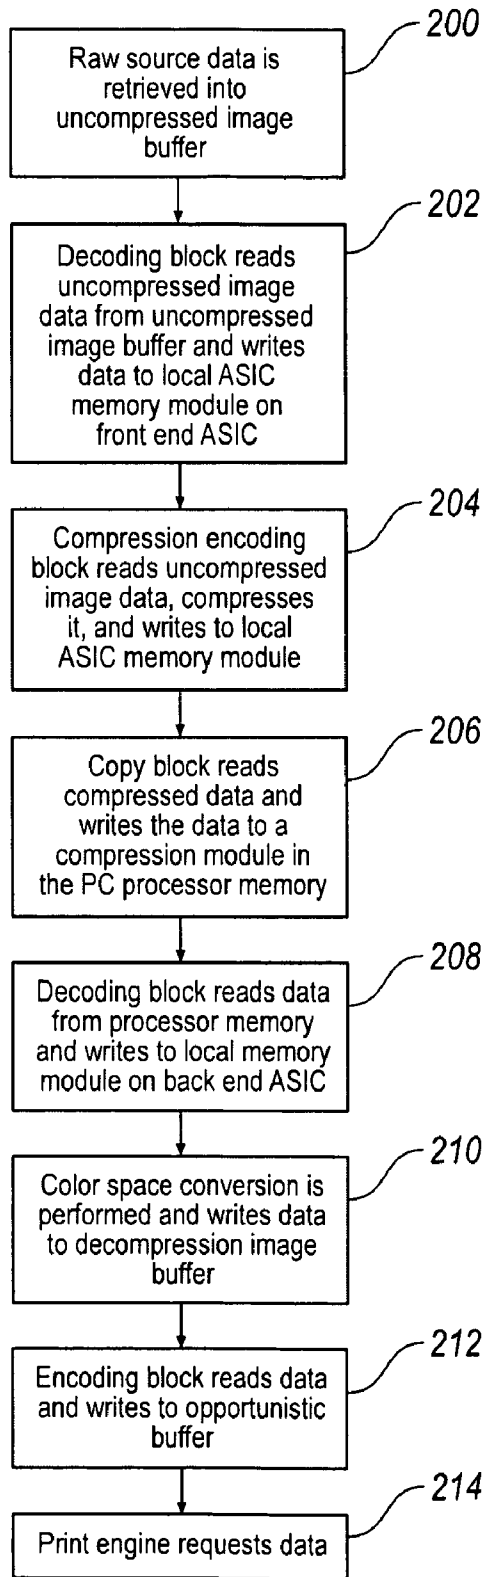 200
Raw source data is
retrieved into
uncompressed image
buffer
202
Decoding block reads
uncompressed image
data from uncompressed
image buffer and writes
data to local ASIC
memory module on
front end ASIC
204
Compression encoding
block reads uncompressed
image data, compresses
it, and writes to local
ASIC memory module
206
Copy block reads
compressed data and
writes the data to a
compression module in
the PC processor memory
208
Decoding block reads data
from processor memory
and writes to local memory
module on back end ASIC
210
Color space conversion is
performed and writes data
to decompression image
buffer
212
Encoding block reads data
and writes to opportunistic
buffer
214
Print engine requests data